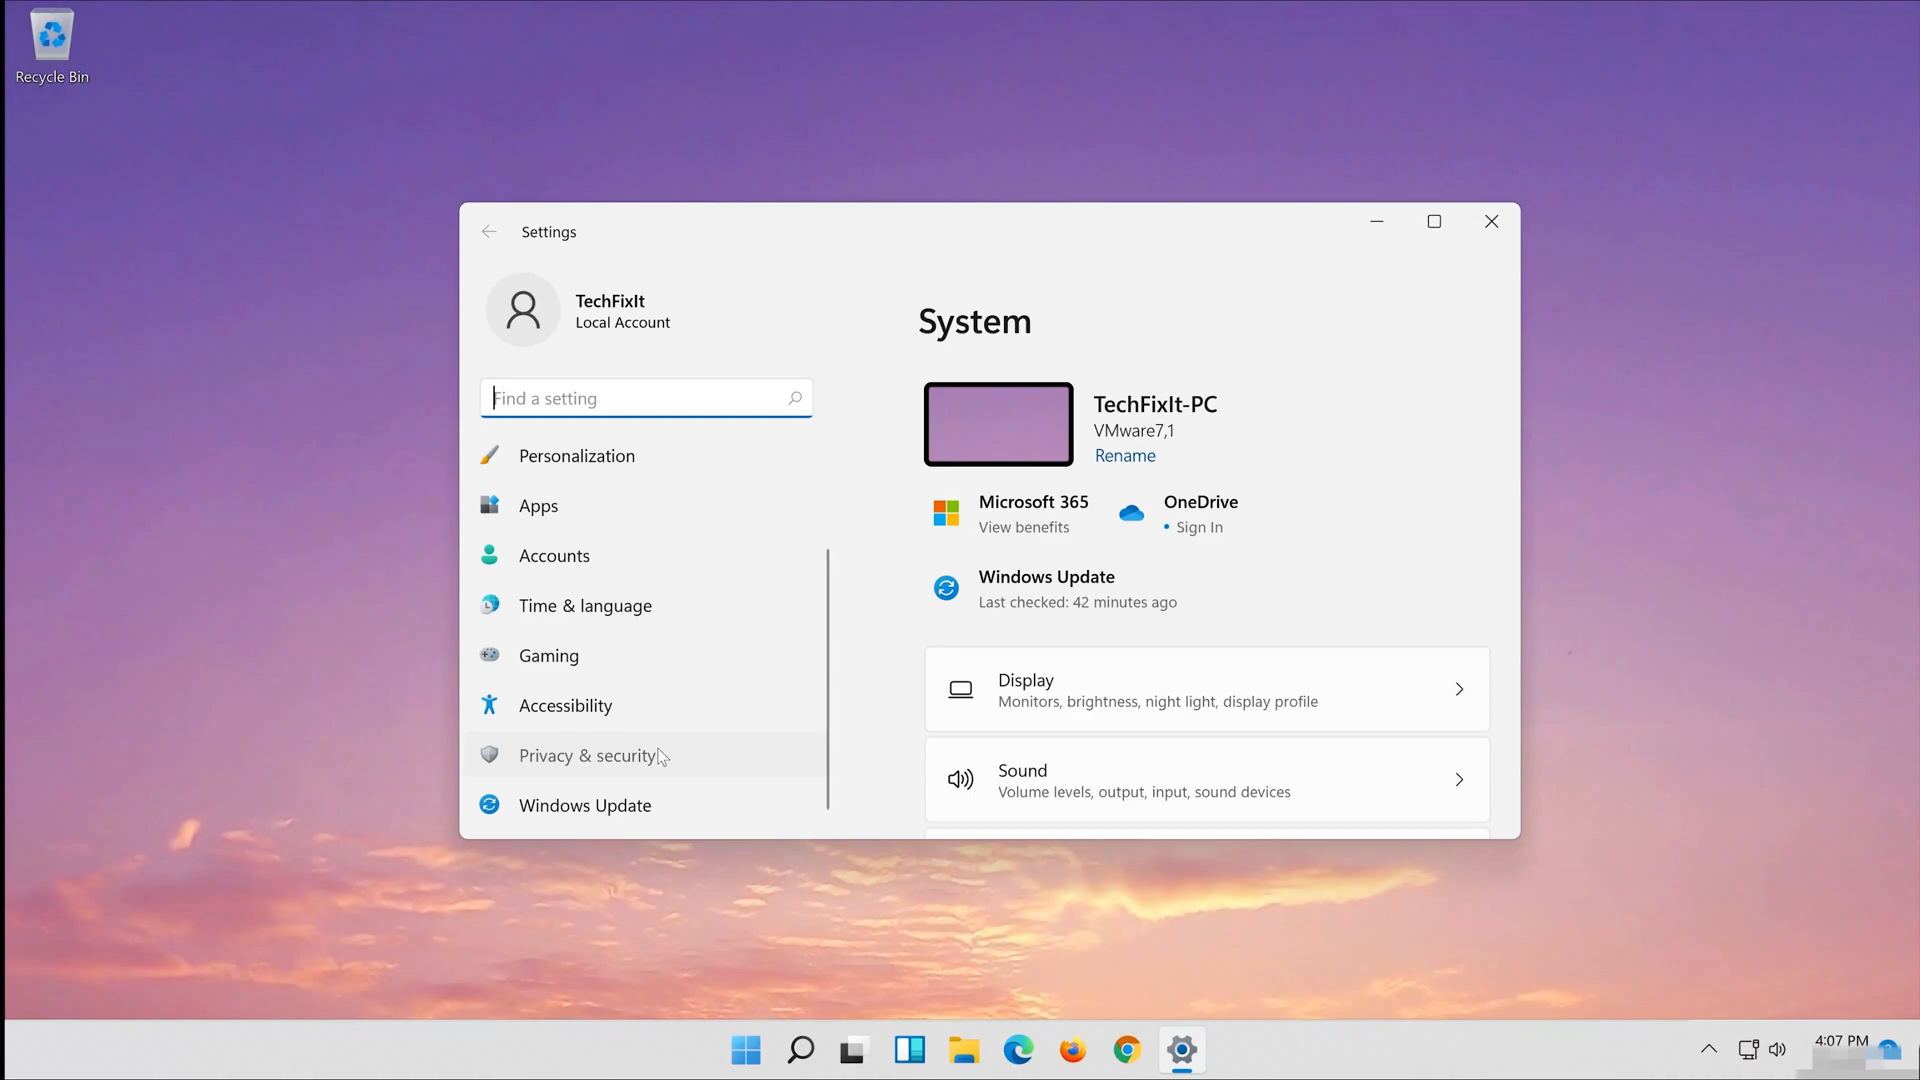 Recycle Bin
Settings
TechFixIt
Local Account
Find a setting
Personalization
Apps
Accounts
Time & language
Gaming
Accessibility
Privacy & security
Windows Update
System
TechFixIt-PC
VMware7,1
Rename
Microsoft 365
View benefits
OneDrive
• Sign In
Windows Update
Last checked: 42 minutes ago
Display
Monitors, brightness, night light, display profile
Sound
Volume levels, output, input, sound devices
4:07 PM